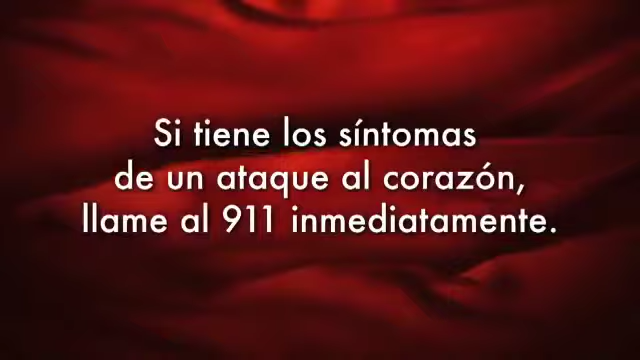 Si tiene los síntomas
de un ataque al corazón,
llame al 911 inmediatamente.